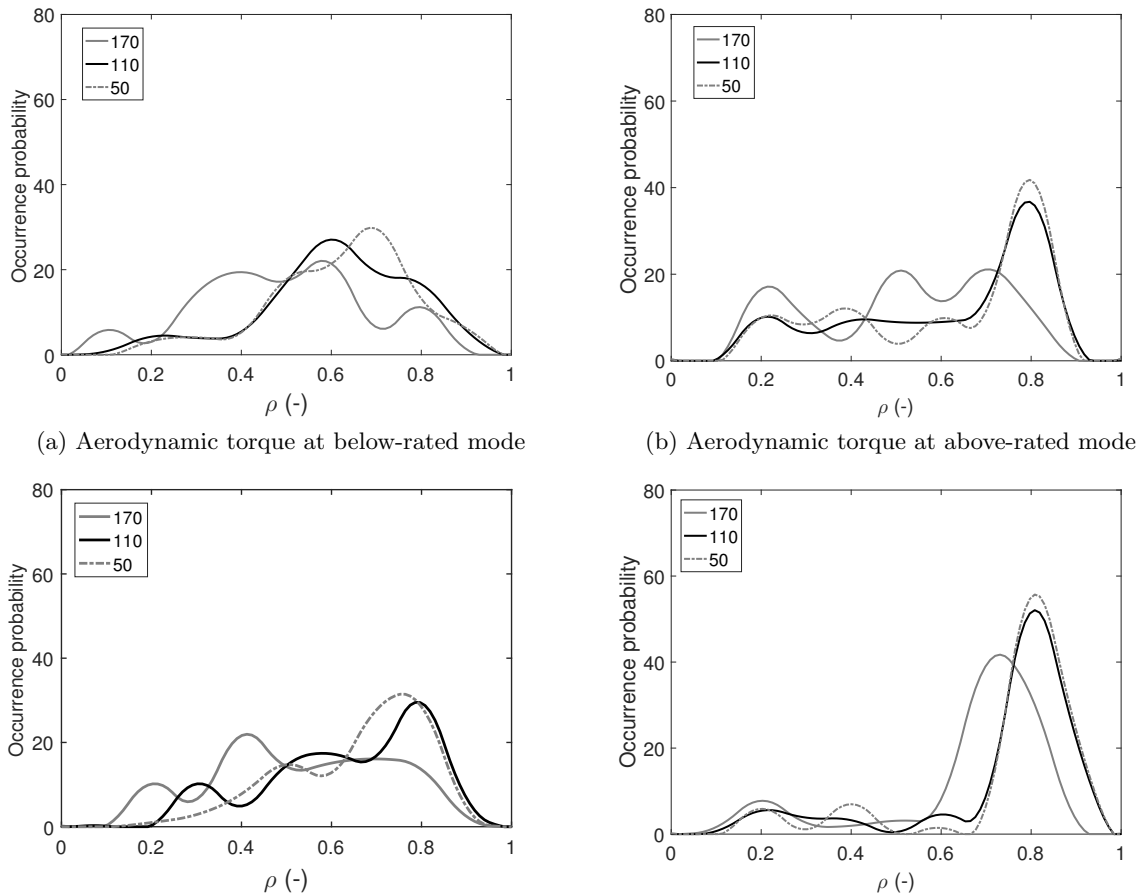 80
60
40
20
0
Occurrence probability
170
110
50
0 0.2 0.4 0.6 0.8 1
ρ (-)
(a) Aerodynamic torque at below-rated mode
80
60
40
20
0
Occurrence probability
170
110
50
0 0.2 0.4 0.6 0.8 1
ρ (-)
(b) Aerodynamic torque at above-rated mode
80
60
40
20
0
Occurrence probability
170
110
50
0 0.2 0.4 0.6 0.8 1
ρ (-)
80
60
40
20
0
Occurrence probability
170
110
50
0 0.2 0.4 0.6 0.8 1
ρ (-)